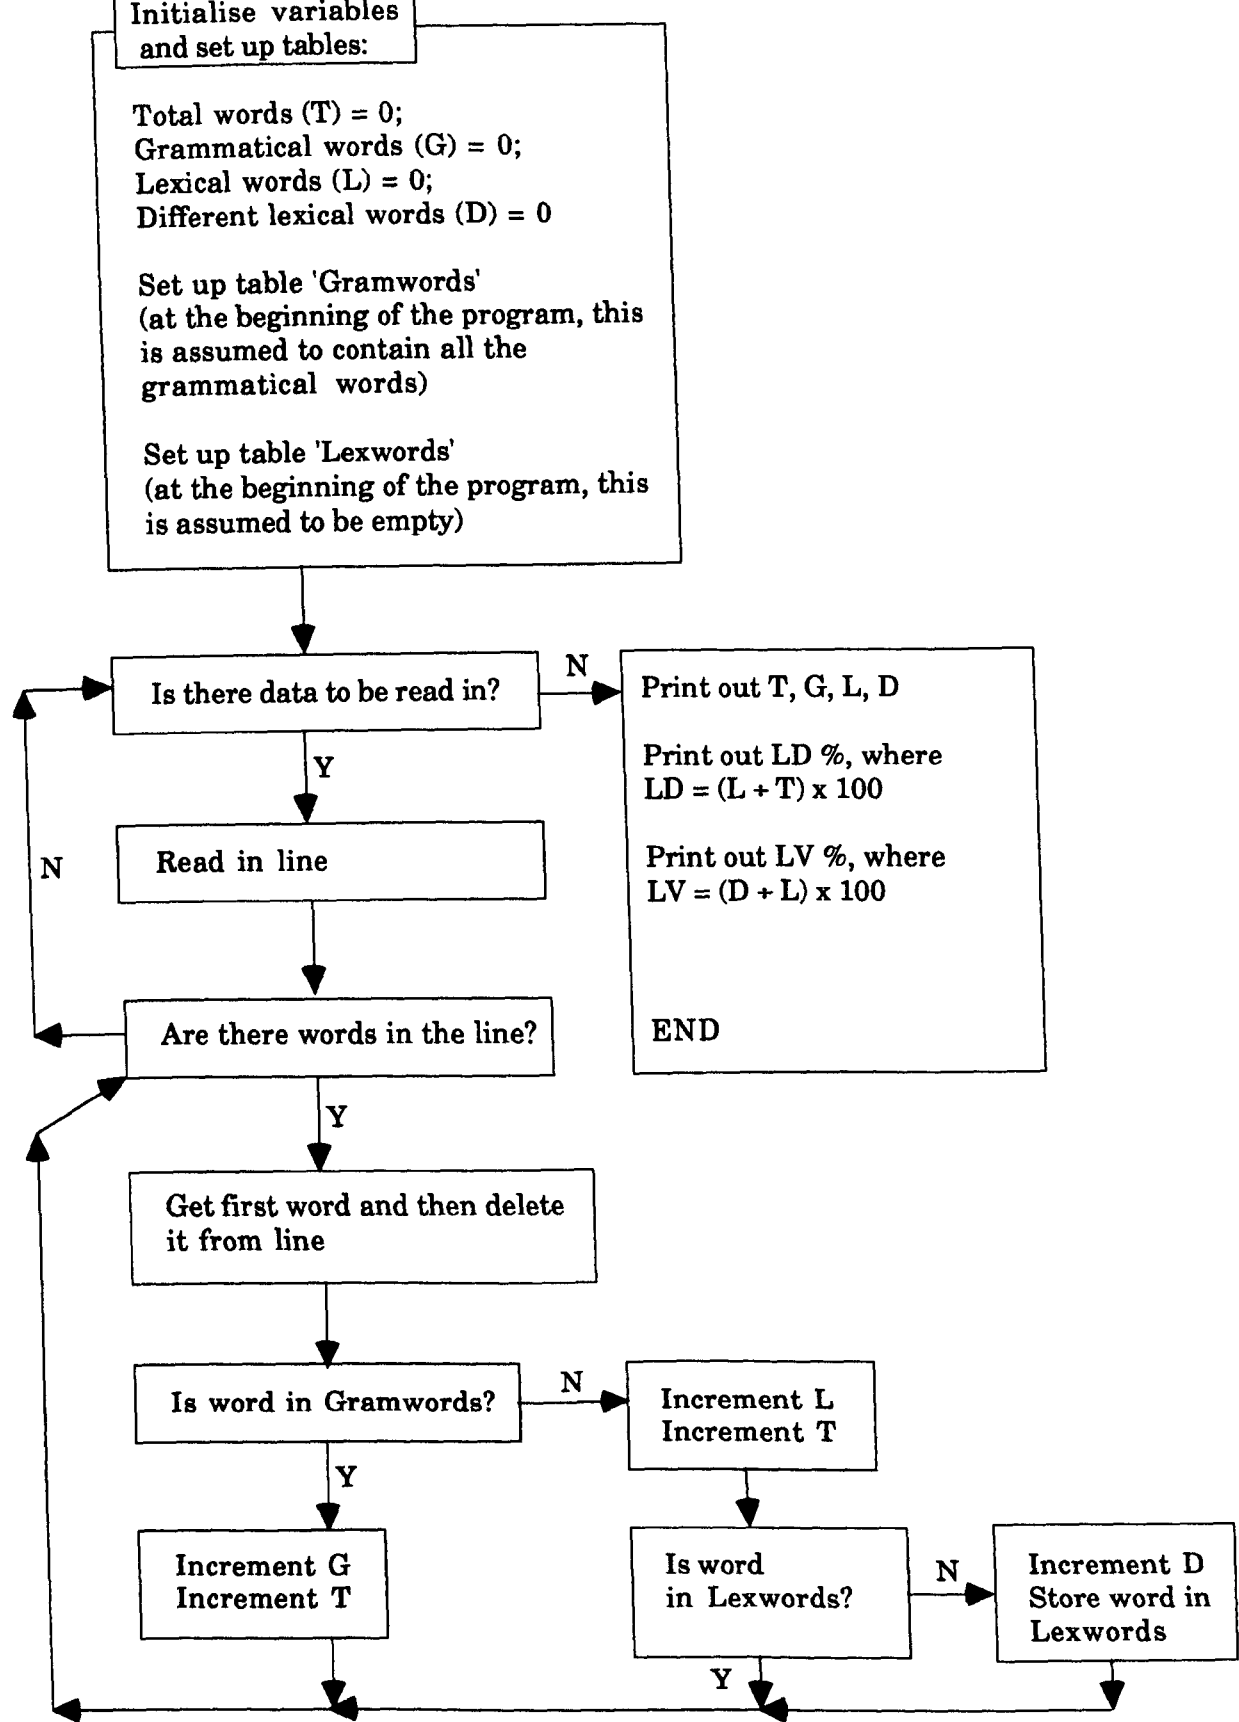 Initialise variables
and set up tables:
Total words (T) = 0;
Grammatical words (G) = 0;
Lexical words (L) = 0;
Different lexical words (D) = 0
Set up table 'Gramwords'
(at the beginning of the program, this
is assumed to contain all the
grammatical words)
Set up table 'Lexwords'
(at the beginning of the program, this
is assumed to be empty)
Is there data to be read in?
N
Y
Print out T, G, L, D
Print out LD %, where
LD = (L ÷ T) x 100
Print out LV %, where
LV = (D ÷ L) x 100
END
Read in line
N
Are there words in the line?
Y
Get first word and then delete
it from line
Is word in Gramwords?
N
Y
Increment L
Increment T
Increment G
Increment T
Is word
in Lexwords?
N
Y
Increment D
Store word in
Lexwords